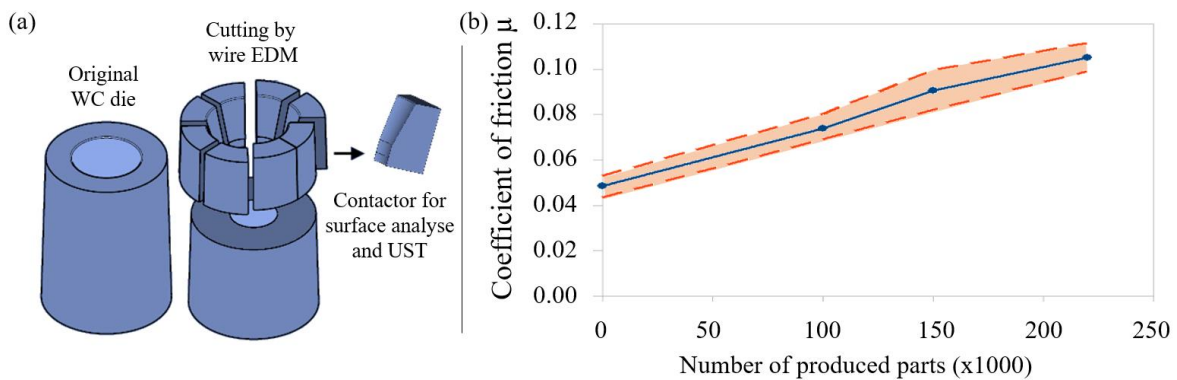 (a)
Original
WC die
Cutting by
wire EDM
Contactor for
surface analyse
and UST
(b)
Coefficient of friction μ
0.12
0.10
0.08
0.06
0.04
0.02
0.00
0 50 100 150 200 250
Number of produced parts (x1000)